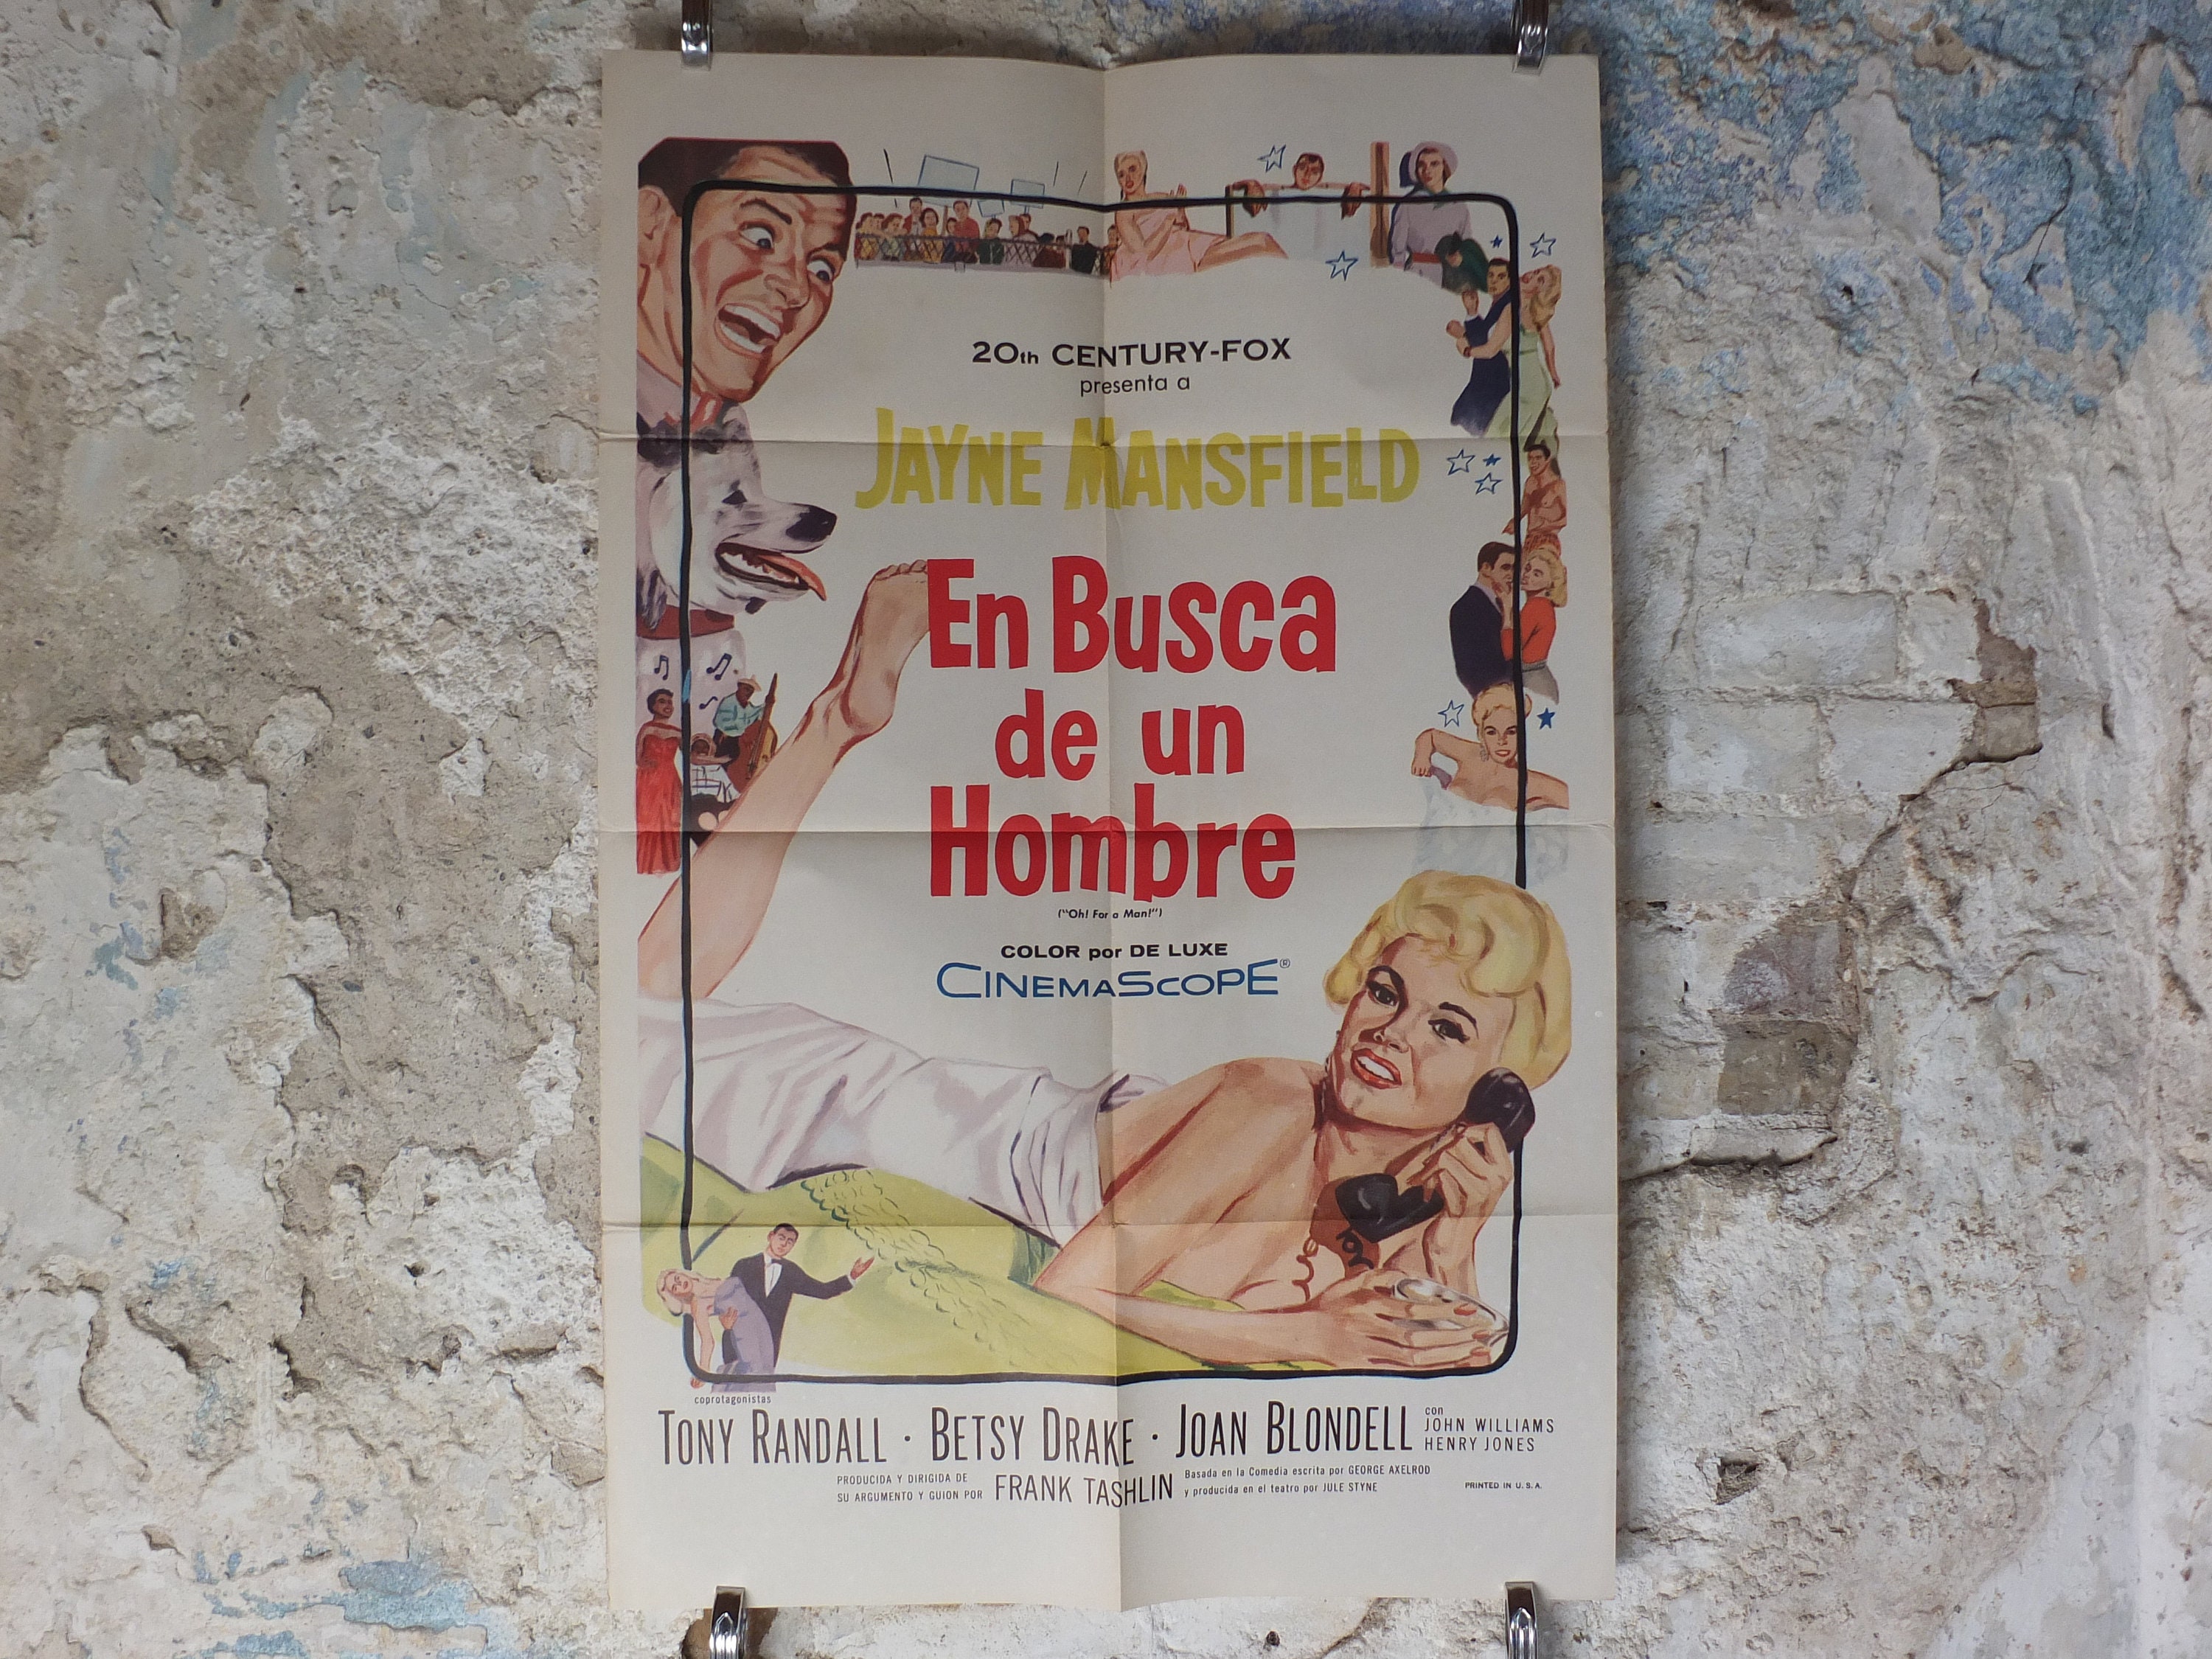 20th CENTURY-FOX
presenta a
JAYNE MANSFIELD
En Busca
de un
Hombre
("Oh! For a Man!")
COLOR por DE LUXE
CINEMASCOPE®
coprotagonistas
TONY RANDALL · BETSY DRAKE · JOAN BLONDELL
con
JOHN WILLIAMS
HENRY JONES
PRODUCIDA Y DIRIGIDA DE
SU ARGUMENTO Y GUION POR
FRANK TASHLIN
Basada en la Comedia escrita por GEORGE AXELROD
y producida en el teatro por JULE STYNE
PRINTED IN U. S. A.